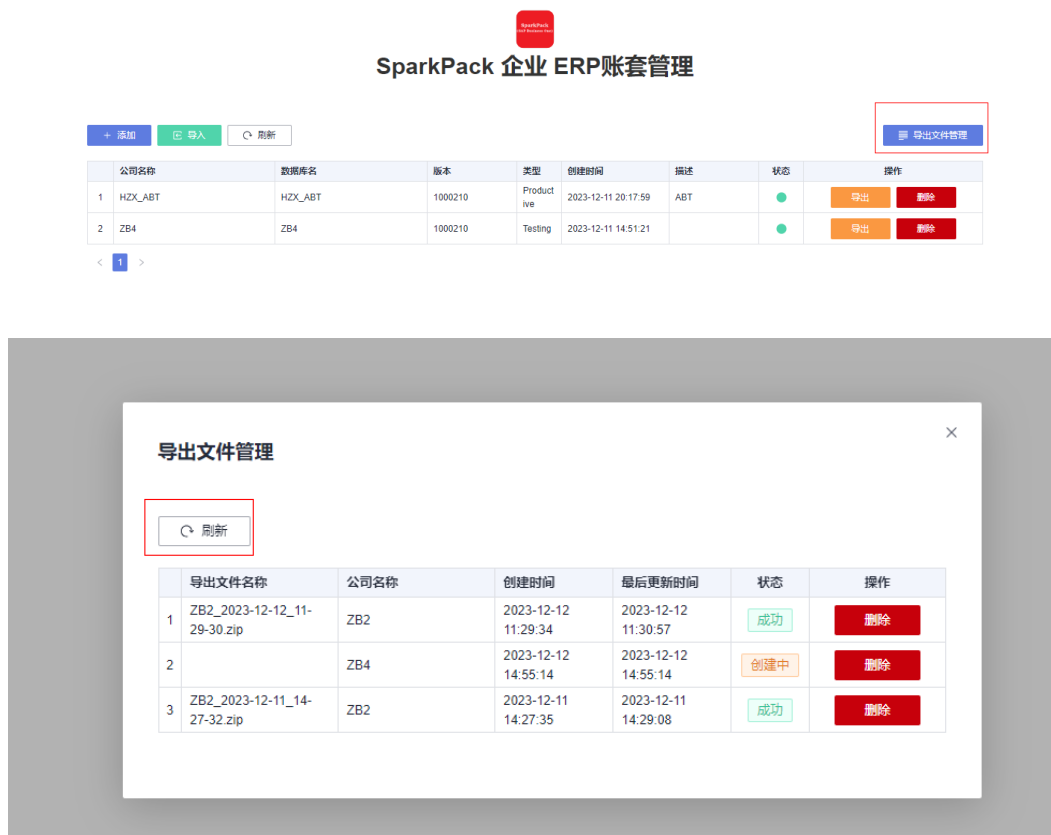 SparkPack
SparkPack 企业 ERP账套管理
+ 添加 导入 刷新 导出文件管理
公司名称 数据库名 版本 类型 创建时间 描述 状态 操作
1 HZX_ABT HZX_ABT 1000210 Product 2023-12-11 20:17:59 ABT 导出 删除
ive
2 ZB4 ZB4 1000210 Testing 2023-12-11 14:51:21 导出 删除
< 1 >
导出文件管理
刷新
导出文件名称 公司名称 创建时间 最后更新时间 状态 操作
1 ZB2_2023-12-12_11- ZB2 2023-12-12 2023-12-12 成功 删除
29-30.zip 11:29:34 11:30:57
2 ZB4 2023-12-12 2023-12-12 创建中 删除
14:55:14 14:55:14
3 ZB2_2023-12-11_14- ZB2 2023-12-11 2023-12-11 成功 删除
27-32.zip 14:27:35 14:29:08